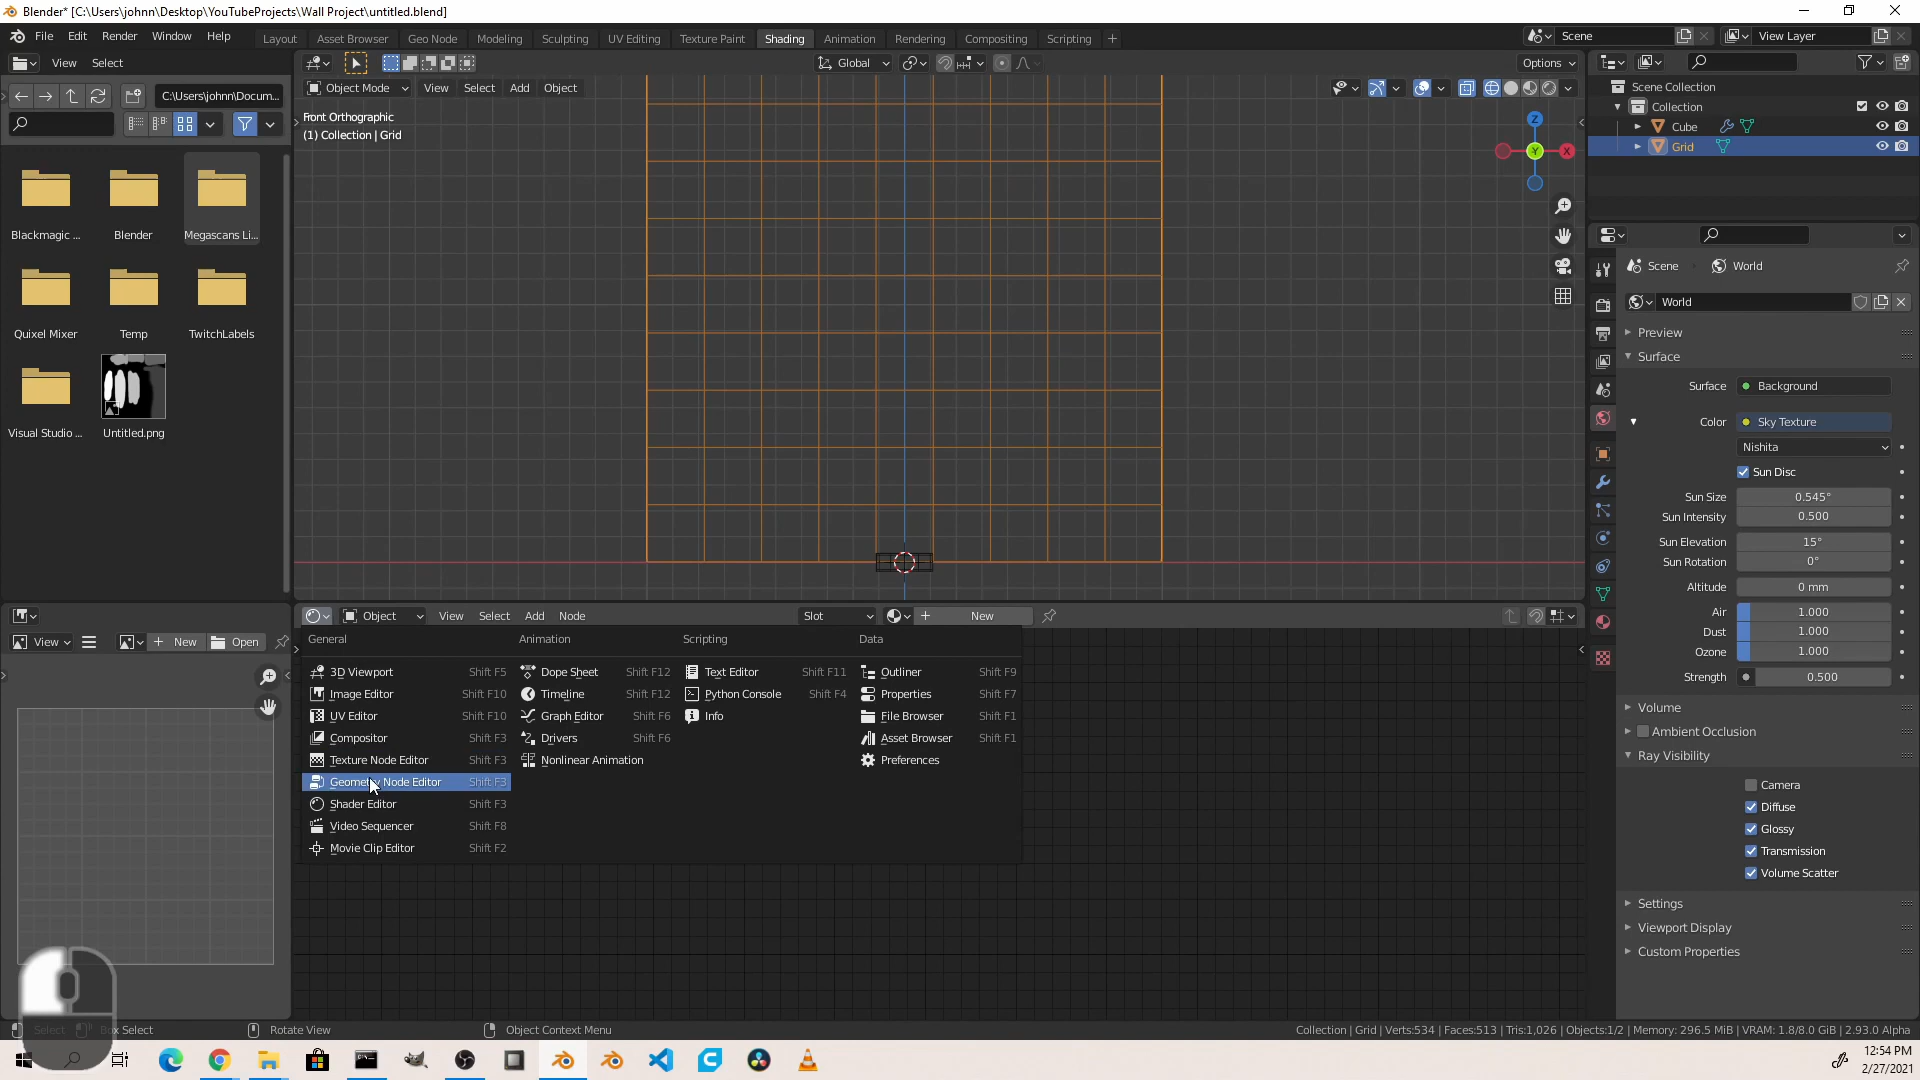 Blender* [C:\Users\johnn\Desktop\YouTubeProjects\Wall Project\untitled.blend]
File Edit Render Window Help
Layout Asset Browser Geo Node Modeling Sculpting UV Editing Texture Paint Shading Animation Rendering Compositing Scripting +
Scene
View Layer
View Select
Global
Options
C:\Users\johnn\Docum...
Object Mode View Select Add Object
Front Orthographic
(1) Collection | Grid
Z
Y
X
Scene Collection
Collection
Cube
Grid
Blackmagic ...
Blender
Megascans Li...
Quixel Mixer
Temp
TwitchLabels
Visual Studio ...
Untitled.png
Scene
World
World
Preview
Surface
Surface Background
Color Sky Texture
Nishita
Sun Disc
Sun Size 0.545°
Sun Intensity 0.500
Sun Elevation 15°
Sun Rotation 0°
Altitude 0 mm
Air 1.000
Dust 1.000
Ozone 1.000
Strength 0.500
Volume
Ambient Occlusion
Ray Visibility
Camera
Diffuse
Glossy
Transmission
Volume Scatter
Settings
Viewport Display
Custom Properties
View
New
Open
Object View Select Add Node Slot New
General Animation Scripting Data
3D Viewport Shift F5 Dope Sheet Shift F12 Text Editor Shift F11 Outliner Shift F9
Image Editor Shift F10 Timeline Shift F12 Python Console Shift F4 Properties Shift F7
UV Editor Shift F10 Graph Editor Shift F6 Info File Browser Shift F1
Compositor Shift F3 Drivers Shift F6 Asset Browser Shift F1
Texture Node Editor Shift F3 Nonlinear Animation Preferences
Geometry Node Editor Shift F3
Shader Editor Shift F3
Video Sequencer Shift F8
Movie Clip Editor Shift F2
Select Box Select Rotate View Object Context Menu
Collection | Grid | Verts:534 | Faces:513 | Tris:1,026 | Objects:1/2 | Memory: 296.5 MiB | VRAM: 1.8/8.0 GiB | 2.93.0 Alpha
12:54 PM
2/27/2021